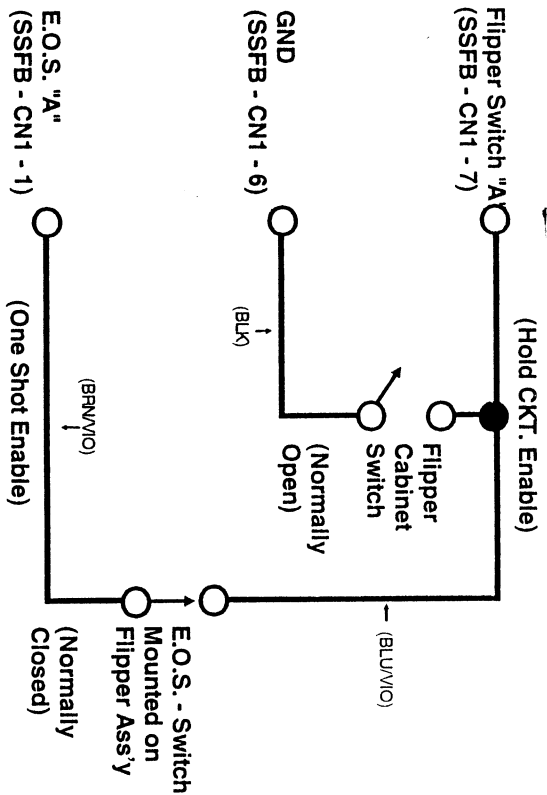 Flipper Switch "A"
(SSFB - CN1 - 7)
(Hold CKT. Enable)
GND
(SSFB - CN1 - 6)
(BLK)
Flipper
Cabinet
Switch
(Normally
Open)
(BLU/VIO)
E.O.S. "A"
(SSFB - CN1 - 1)
(BRN/VIO)
(One Shot Enable)
E.O.S. - Switch
Mounted on
Flipper Ass'y
(Normally
Closed)